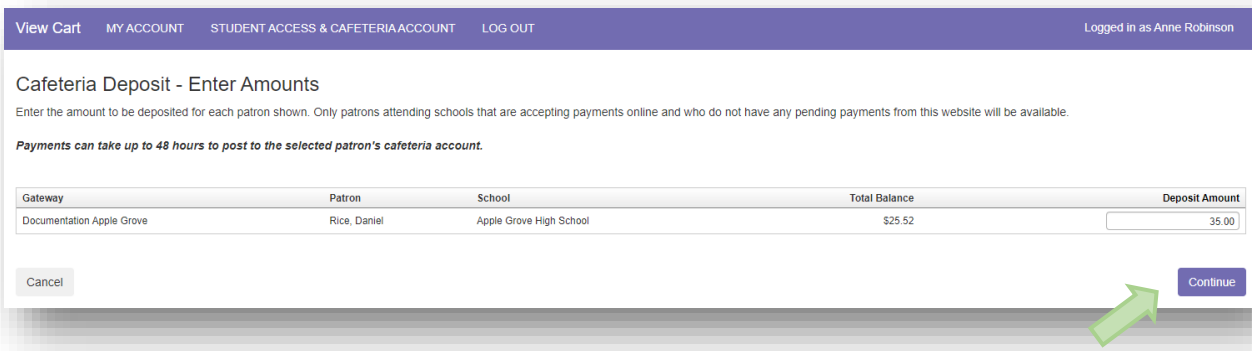 View Cart MY ACCOUNT STUDENT ACCESS & CAFETERIA ACCOUNT LOG OUT Logged in as Anne Robinson
Cafeteria Deposit - Enter Amounts
Enter the amount to be deposited for each patron shown. Only patrons attending schools that are accepting payments online and who do not have any pending payments from this website will be available.
Payments can take up to 48 hours to post to the selected patron's cafeteria account.
Gateway Patron School Total Balance Deposit Amount
Documentation Apple Grove Rice, Daniel Apple Grove High School $25.52 35.00
Cancel Continue